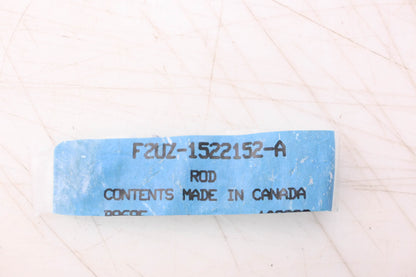 F2UZ-1522152-A
ROD
CONTENTS MADE IN CANADA